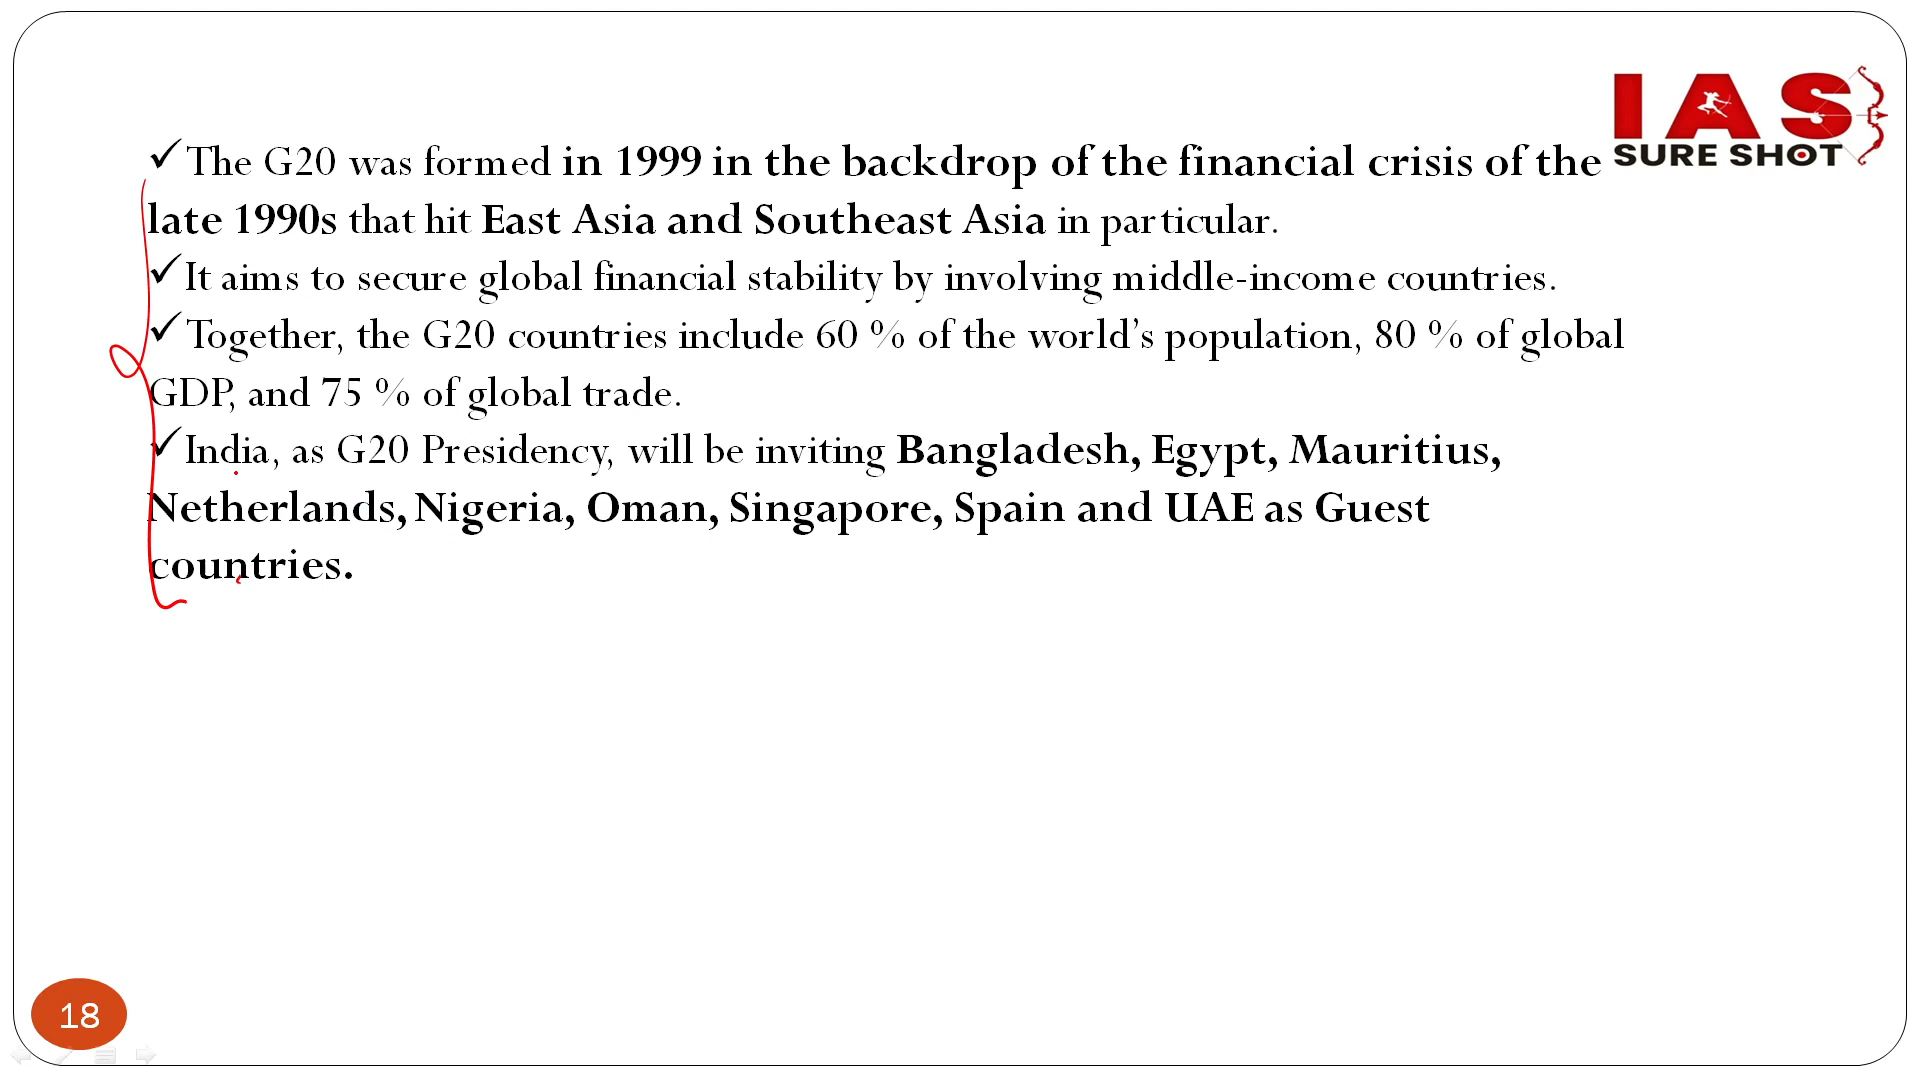 IAS
SURE SHOT
✓The G20 was formed in 1999 in the backdrop of the financial crisis of the
late 1990s that hit East Asia and Southeast Asia in particular.
✓It aims to secure global financial stability by involving middle-income countries.
✓Together, the G20 countries include 60 % of the world’s population, 80 % of global
GDP, and 75 % of global trade.
✓India, as G20 Presidency, will be inviting Bangladesh, Egypt, Mauritius,
Netherlands, Nigeria, Oman, Singapore, Spain and UAE as Guest
countries.
18